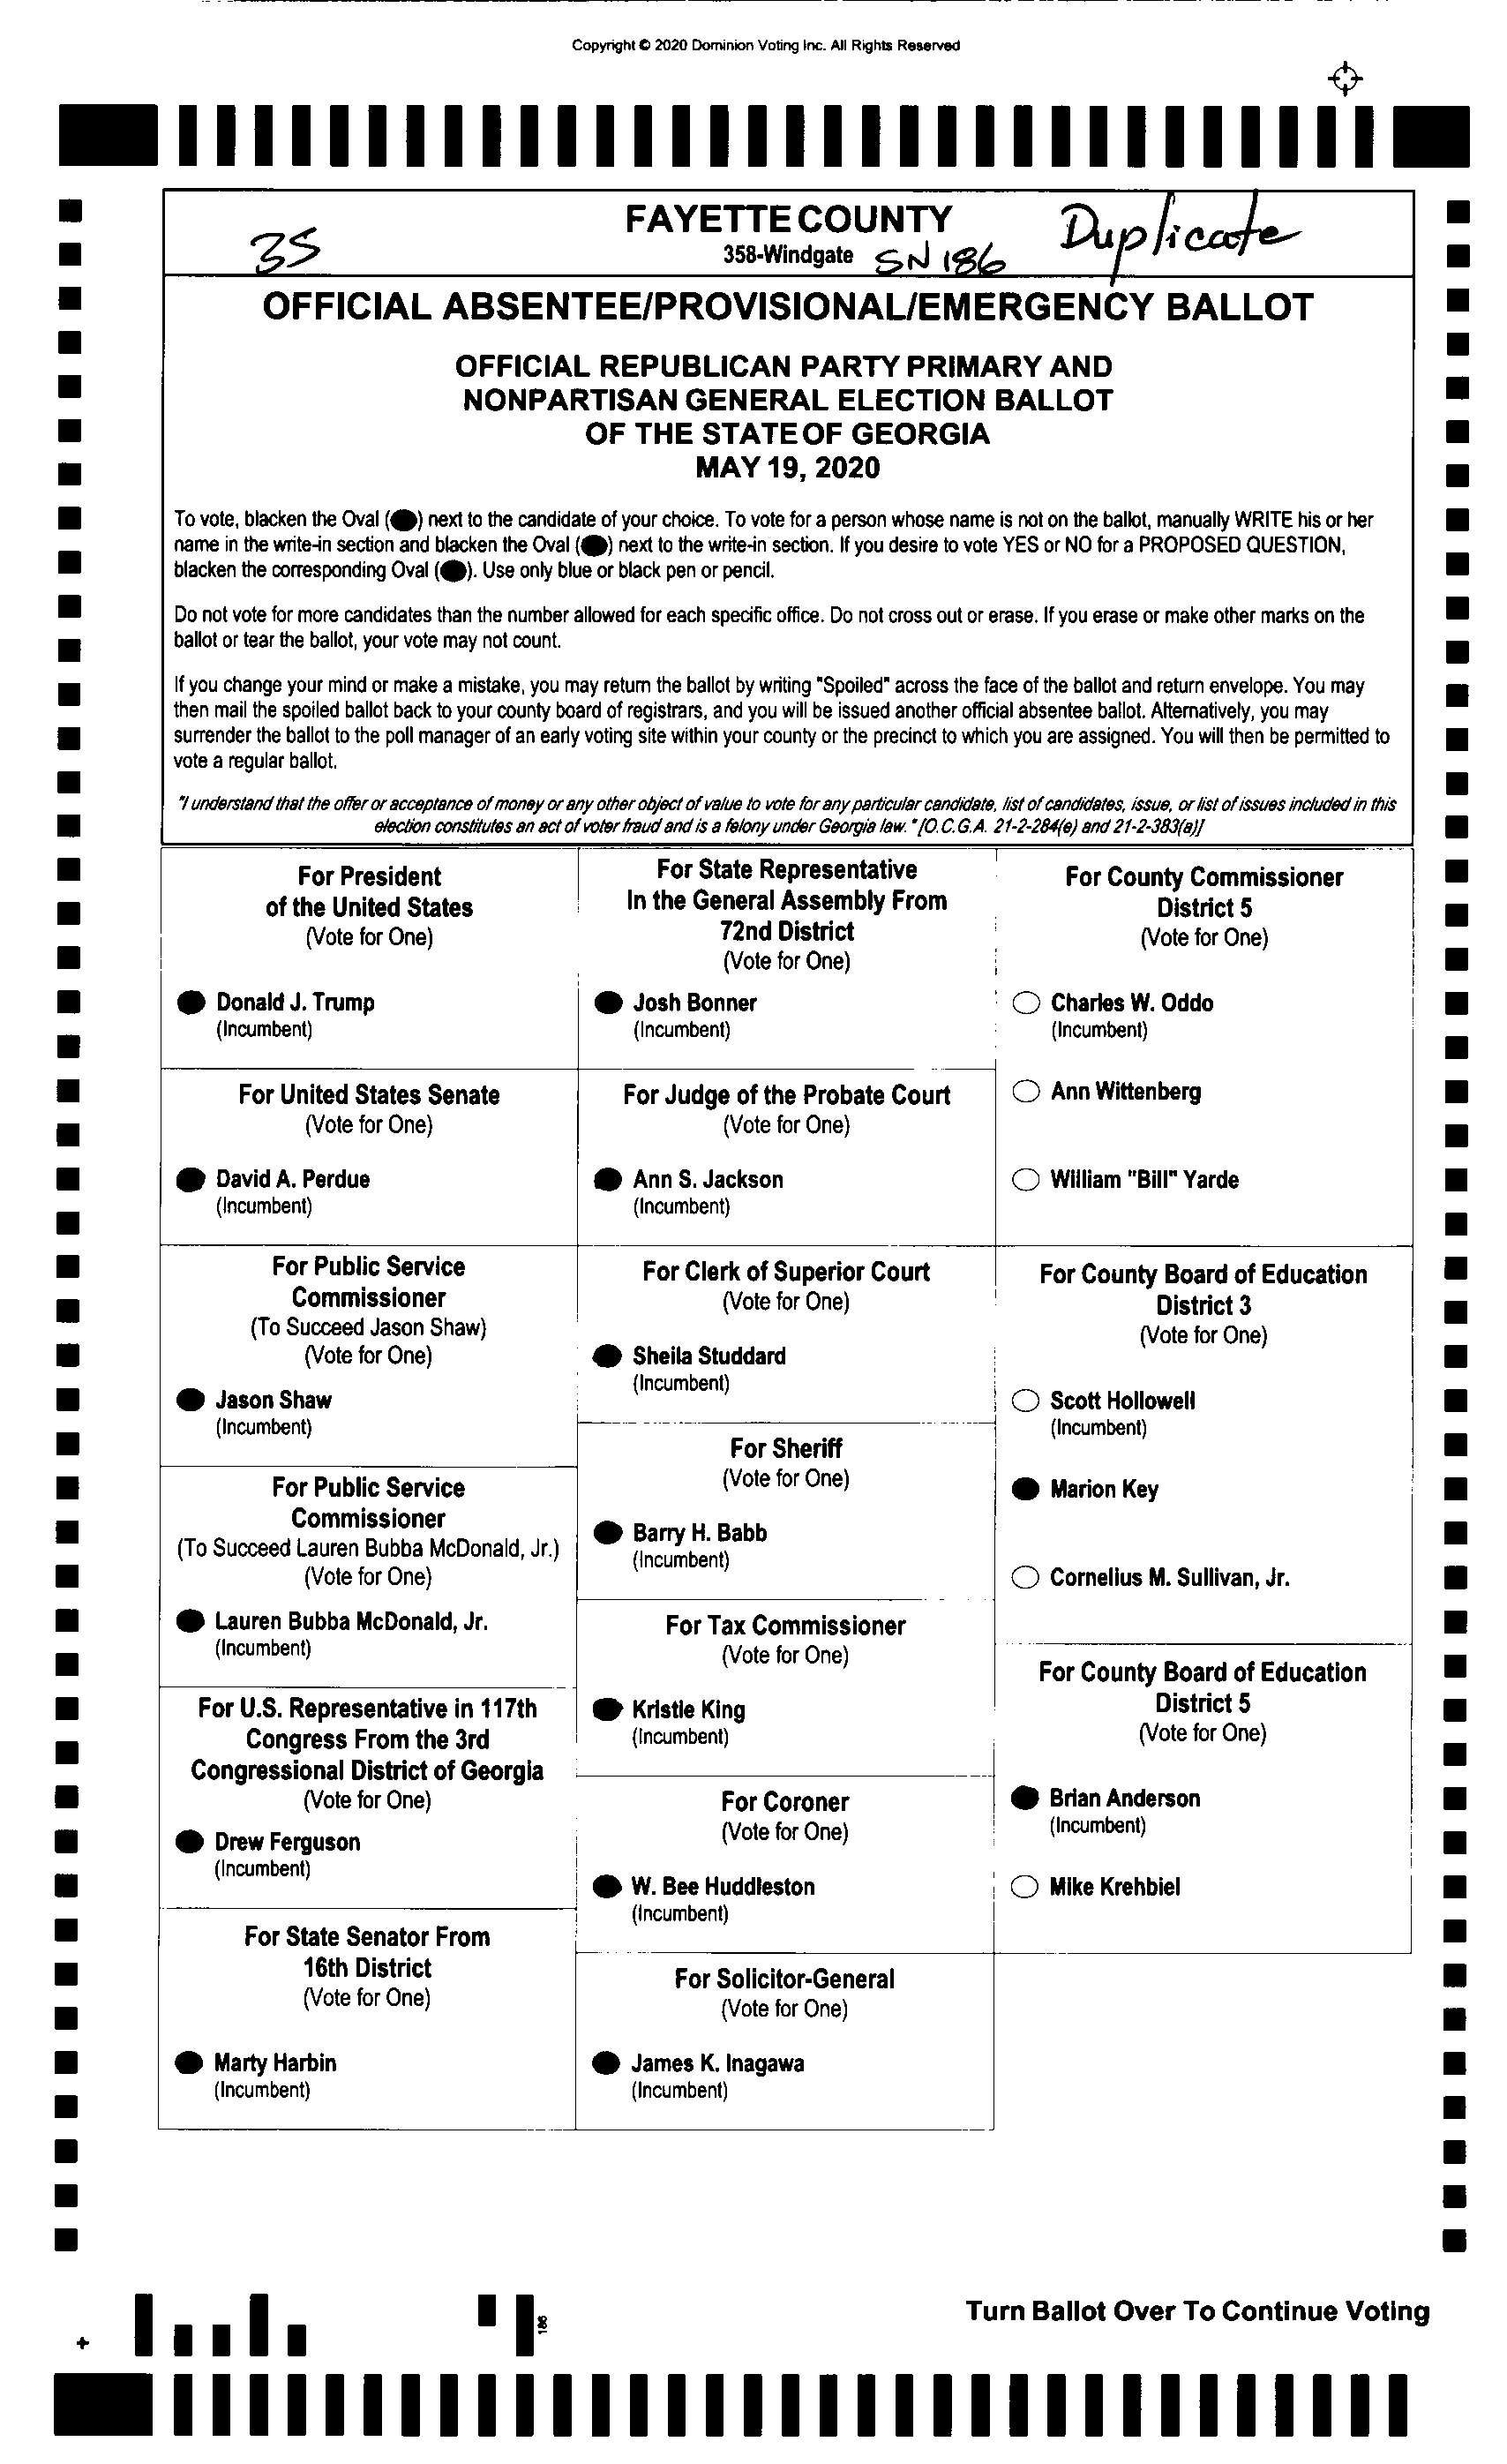 Copyright © 2020 Dominion Voting Inc. All Rights Reserved
FAYETTE COUNTY
358-Windgate
35
SN 186
Duplicate
OFFICIAL ABSENTEE/PROVISIONAL/EMERGENCY BALLOT
OFFICIAL REPUBLICAN PARTY PRIMARY AND
NONPARTISAN GENERAL ELECTION BALLOT
OF THE STATE OF GEORGIA
MAY 19, 2020
To vote, blacken the Oval (●) next to the candidate of your choice. To vote for a person whose name is not on the ballot, manually WRITE his or her
name in the write-in section and blacken the Oval (●) next to the write-in section. If you desire to vote YES or NO for a PROPOSED QUESTION,
blacken the corresponding Oval (●). Use only blue or black pen or pencil.
Do not vote for more candidates than the number allowed for each specific office. Do not cross out or erase. If you erase or make other marks on the
ballot or tear the ballot, your vote may not count.
If you change your mind or make a mistake, you may return the ballot by writing "Spoiled" across the face of the ballot and return envelope. You may
then mail the spoiled ballot back to your county board of registrars, and you will be issued another official absentee ballot. Alternatively, you may
surrender the ballot to the poll manager of an early voting site within your county or the precinct to which you are assigned. You will then be permitted to
vote a regular ballot.
"I understand that the offer or acceptance of money or any other object of value to vote for any particular candidate, list of candidates, issue, or list of issues included in this
election constitutes an act of voter fraud and is a felony under Georgia law." [O.C.G.A. 21-2-284(e) and 21-2-383(a)]
For President
of the United States
(Vote for One)
Donald J. Trump
(Incumbent)
For United States Senate
(Vote for One)
David A. Perdue
(Incumbent)
For Public Service
Commissioner
(To Succeed Jason Shaw)
(Vote for One)
Jason Shaw
(Incumbent)
For Public Service
Commissioner
(To Succeed Lauren Bubba McDonald, Jr.)
(Vote for One)
Lauren Bubba McDonald, Jr.
(Incumbent)
For U.S. Representative in 117th
Congress From the 3rd
Congressional District of Georgia
(Vote for One)
Drew Ferguson
(Incumbent)
For State Senator From
16th District
(Vote for One)
Marty Harbin
(Incumbent)
For State Representative
In the General Assembly From
72nd District
(Vote for One)
Josh Bonner
(Incumbent)
For Judge of the Probate Court
(Vote for One)
Ann S. Jackson
(Incumbent)
For Clerk of Superior Court
(Vote for One)
Sheila Studdard
(Incumbent)
For Sheriff
(Vote for One)
Barry H. Babb
(Incumbent)
For Tax Commissioner
(Vote for One)
Kristie King
(Incumbent)
For Coroner
(Vote for One)
W. Bee Huddleston
(Incumbent)
For Solicitor-General
(Vote for One)
James K. Inagawa
(Incumbent)
For County Commissioner
District 5
(Vote for One)
Charles W. Oddo
(Incumbent)
Ann Wittenberg
William "Bill" Yarde
For County Board of Education
District 3
(Vote for One)
Scott Hollowell
(Incumbent)
Marion Key
Cornelius M. Sullivan, Jr.
For County Board of Education
District 5
(Vote for One)
Brian Anderson
(Incumbent)
Mike Krehbiel
Turn Ballot Over To Continue Voting
186